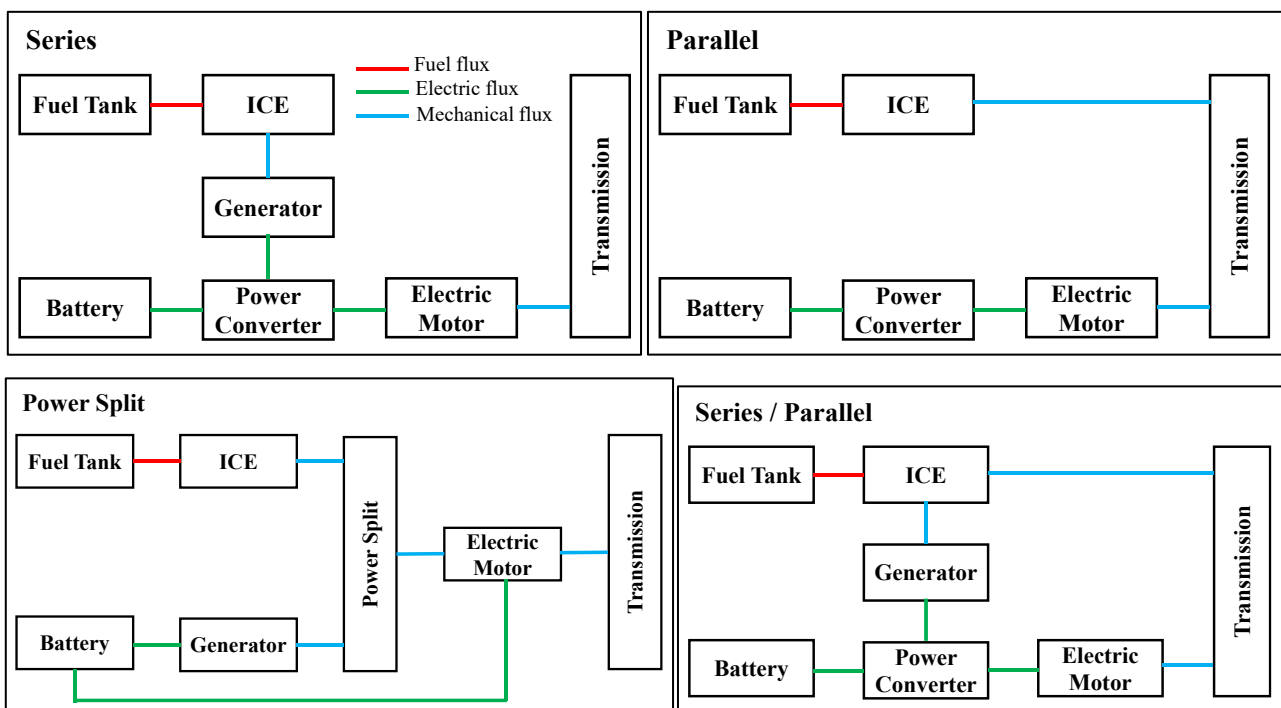 Series
Fuel flux
Electric flux
Mechanical flux
Fuel Tank
ICE
Generator
Battery
Power
Converter
Electric
Motor
Transmission
Parallel
Fuel Tank
ICE
Battery
Power
Converter
Electric
Motor
Transmission
Power Split
Fuel Tank
ICE
Power Split
Electric
Motor
Battery
Generator
Transmission
Series / Parallel
Fuel Tank
ICE
Generator
Battery
Power
Converter
Electric
Motor
Transmission